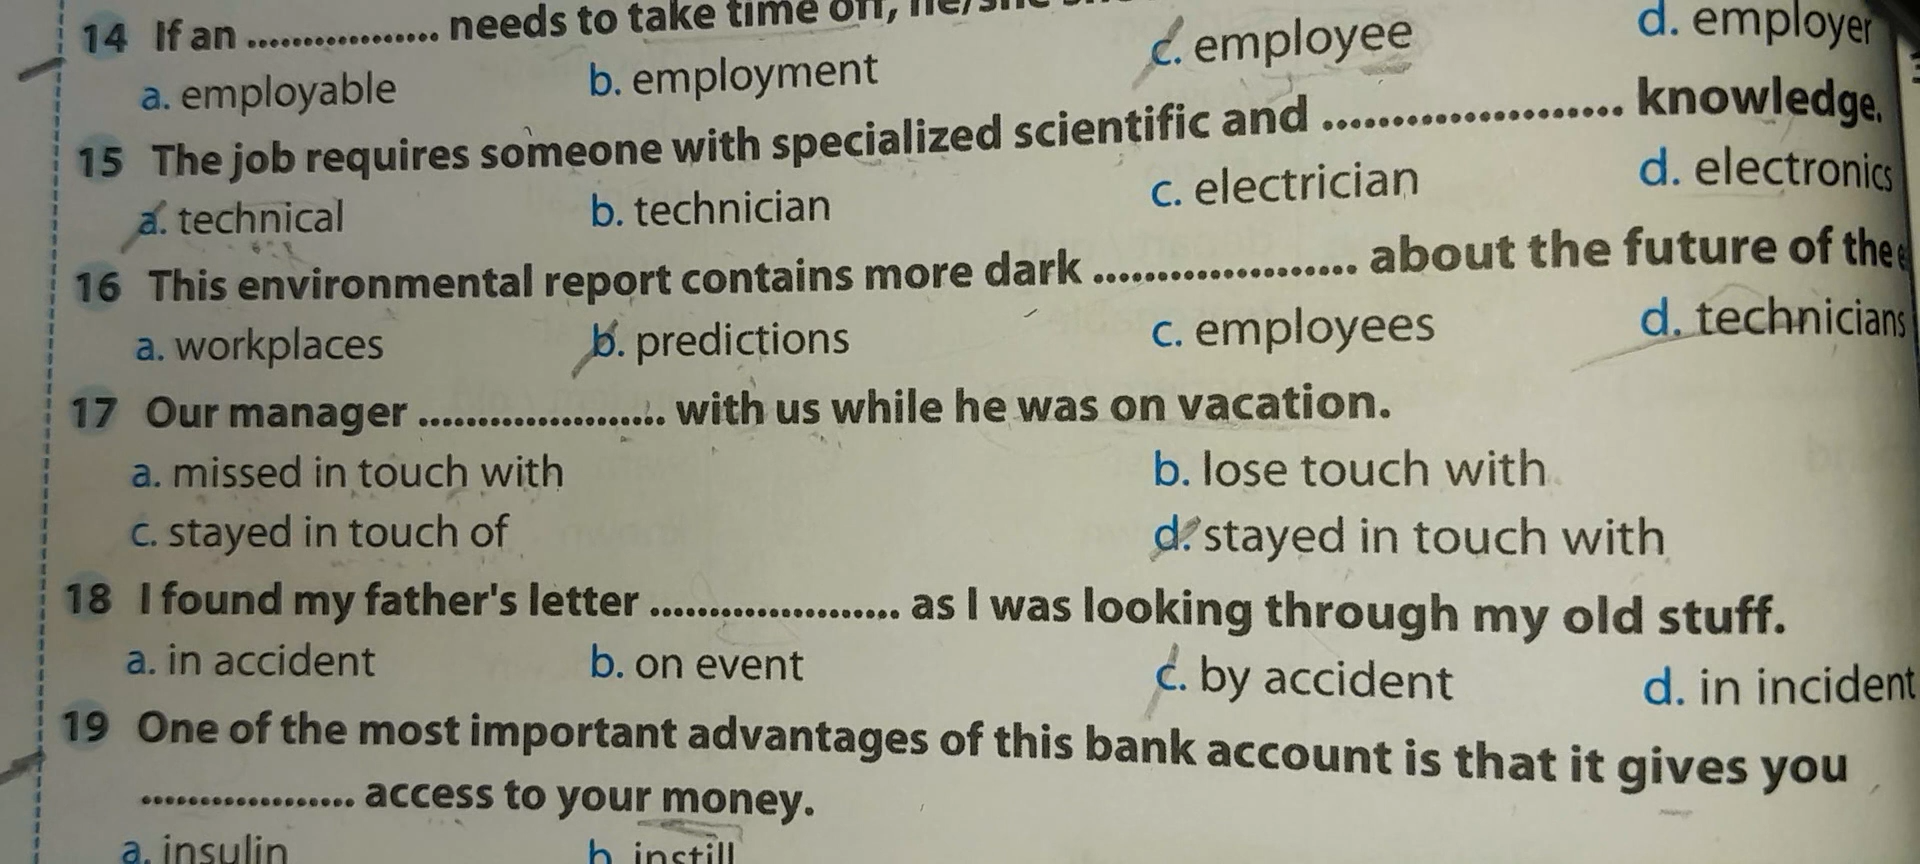 14 If an ................. needs to take time off, he/she
a. employable b. employment c. employee d. employer
15 The job requires someone with specialized scientific and .................... knowledge.
a. technical b. technician c. electrician d. electronics
16 This environmental report contains more dark .................... about the future of the
a. workplaces b. predictions c. employees d. technicians
17 Our manager .................... with us while he was on vacation.
a. missed in touch with b. lose touch with
c. stayed in touch of d. stayed in touch with
18 I found my father's letter .................... as I was looking through my old stuff.
a. in accident b. on event c. by accident d. in incident
19 One of the most important advantages of this bank account is that it gives you
.................. access to your money.
a. insulin b. instill